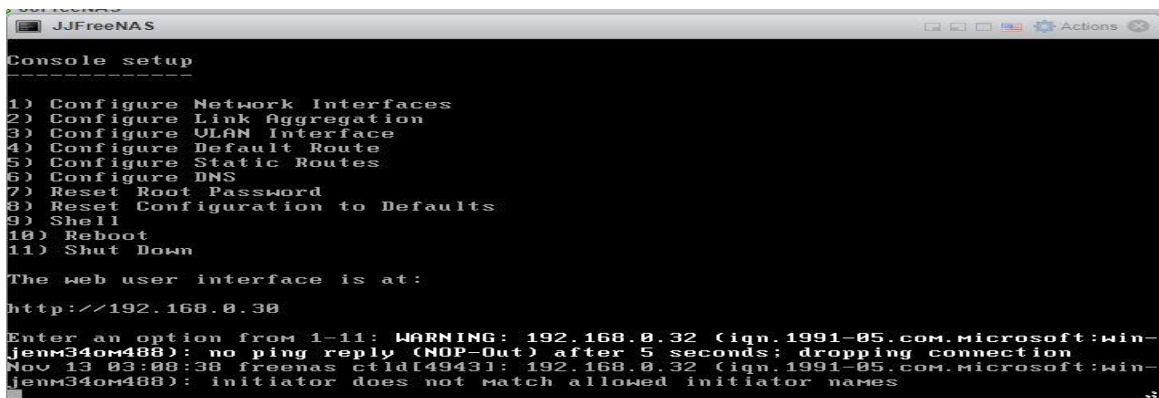 JJFreeNAS
Actions
Console setup
-------------
1) Configure Network Interfaces
2) Configure Link Aggregation
3) Configure VLAN Interface
4) Configure Default Route
5) Configure Static Routes
6) Configure DNS
7) Reset Root Password
8) Reset Configuration to Defaults
9) Shell
10) Reboot
11) Shut Down
The web user interface is at:
http://192.168.0.30
Enter an option from 1-11: WARNING: 192.168.0.32 (iqn.1991-05.com.microsoft:win-
jenm34om488): no ping reply (NOP-Out) after 5 seconds; dropping connection
Nov 13 03:08:38 freenas ctld[4943]: 192.168.0.32 (iqn.1991-05.com.microsoft:win-
jenm34om488): initiator does not match allowed initiator names